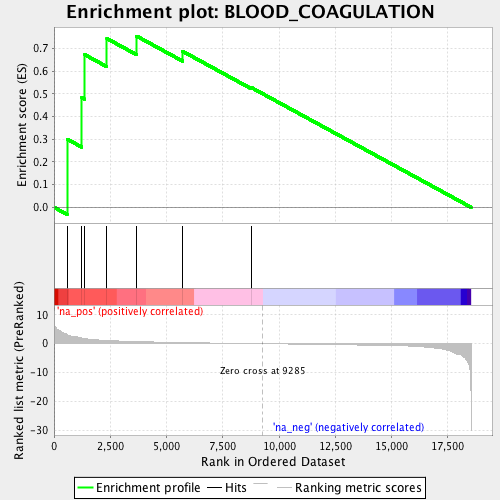 Enrichment plot: BLOOD_COAGULATION
Enrichment score (ES)
0.7
0.6
0.5
0.4
0.3
0.2
0.1
0.0
'na_pos' (positively correlated)
Ranked list metric (PreRanked)
10
0
-10
-20
-30
Zero cross at 9285
'na_neg' (negatively correlated)
0 2,500 5,000 7,500 10,000 12,500 15,000 17,500
Rank in Ordered Dataset
Enrichment profile Hits Ranking metric scores